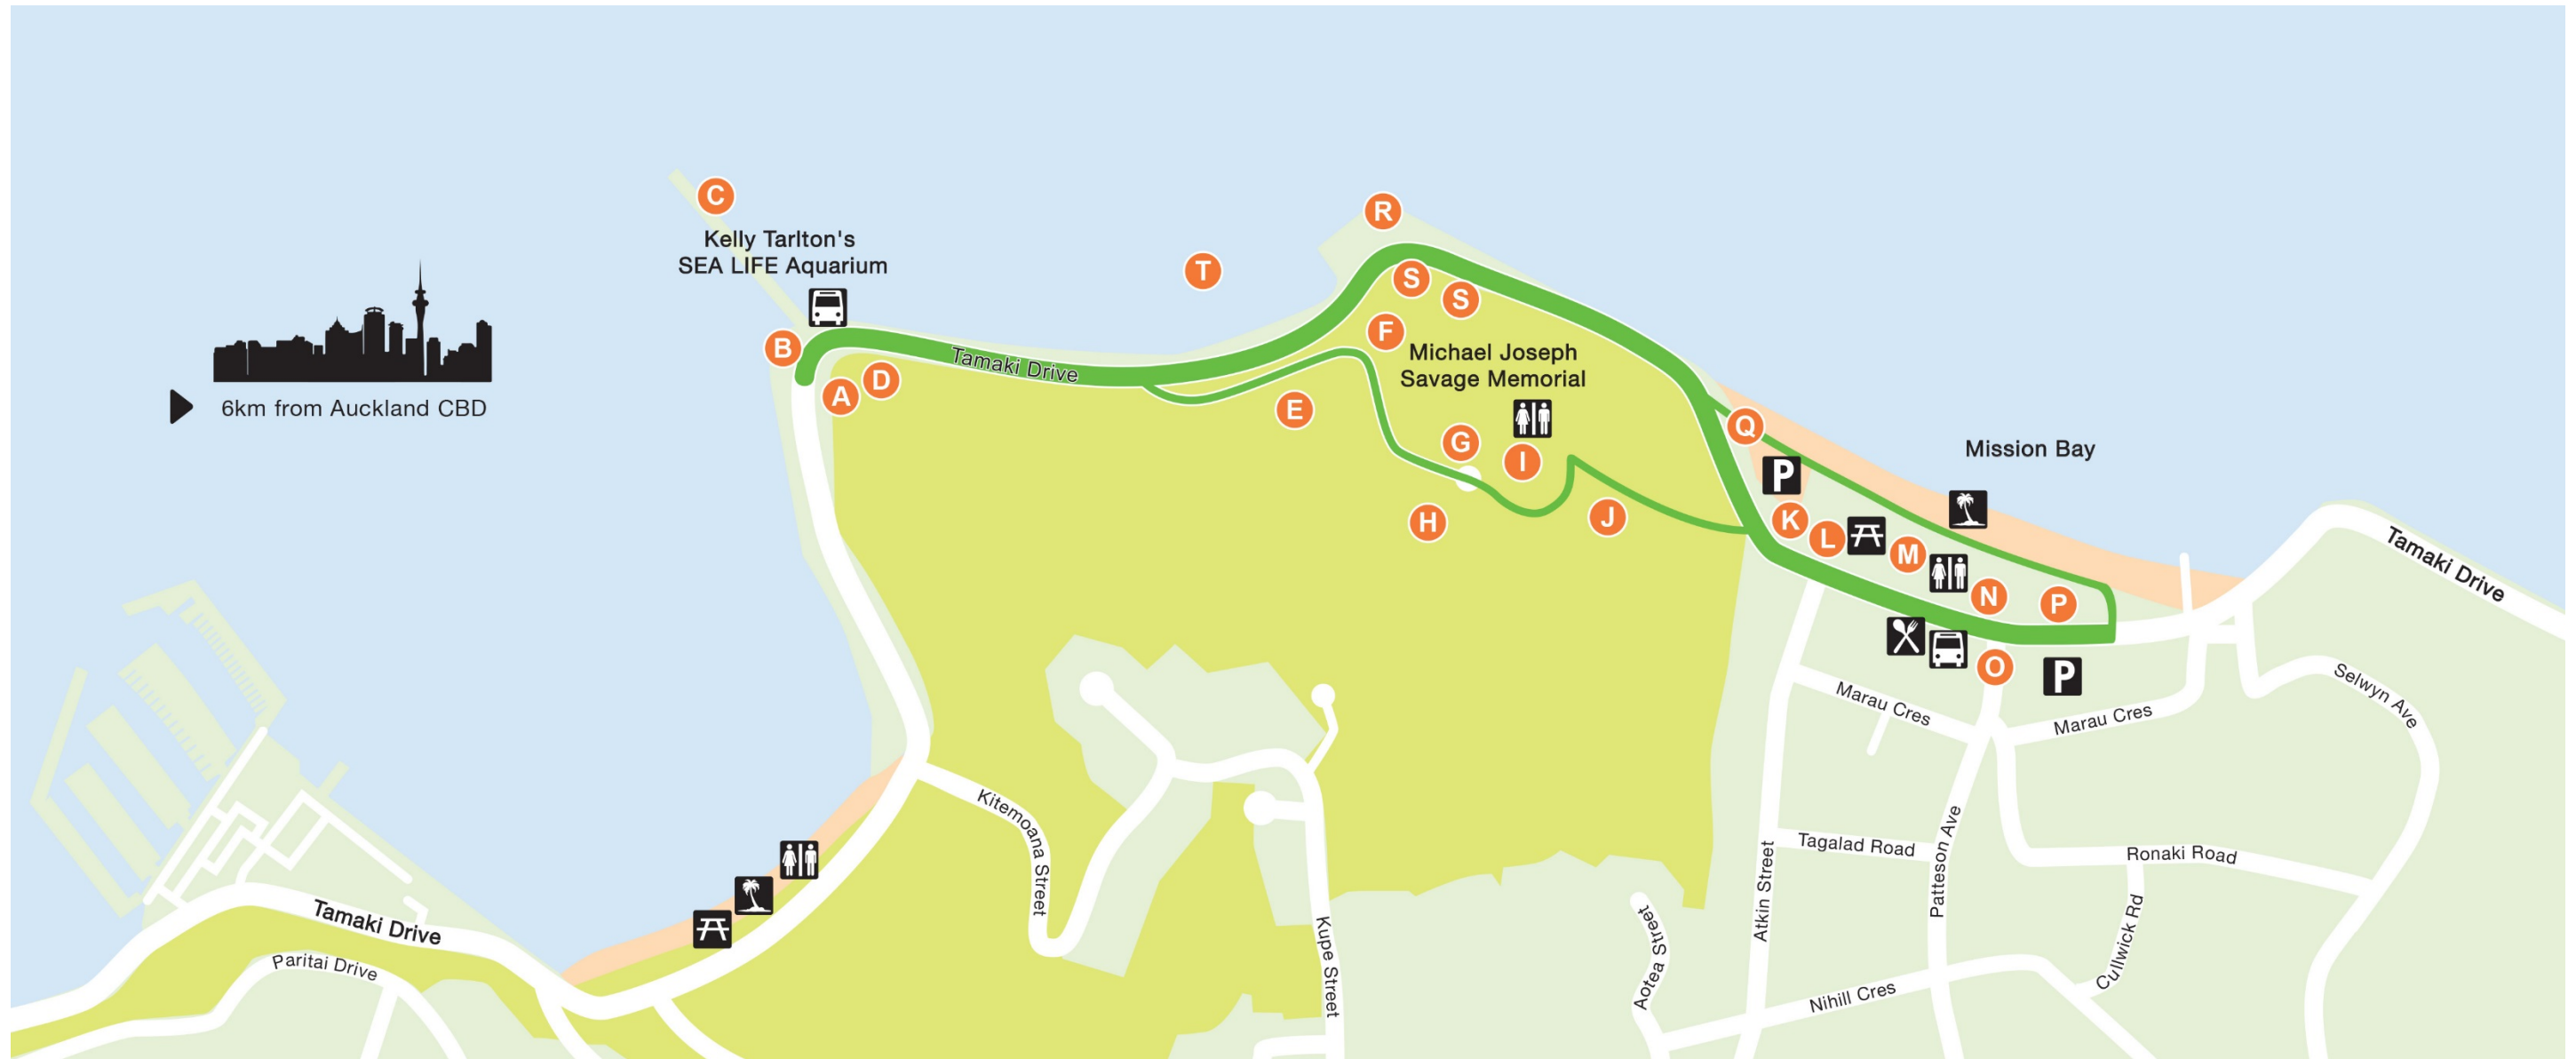 C
R
Kelly Tarlton's
SEA LIFE Aquarium
T
S
S
B
F
Tamaki Drive
Michael Joseph
Savage Memorial
A
D
E
6km from Auckland CBD
Q
G
I
Mission Bay
P
H
J
K
L
M
N
P
Tamaki Drive
O
P
Marau Cres
Marau Cres
Selwyn Ave
Kitemoana Street
Tagalad Road
Patteson Ave
Ronaki Road
Atkin Street
Tamaki Drive
Paritai Drive
Kupe Street
Aotea Street
Cullwick Rd
Nihill Cres